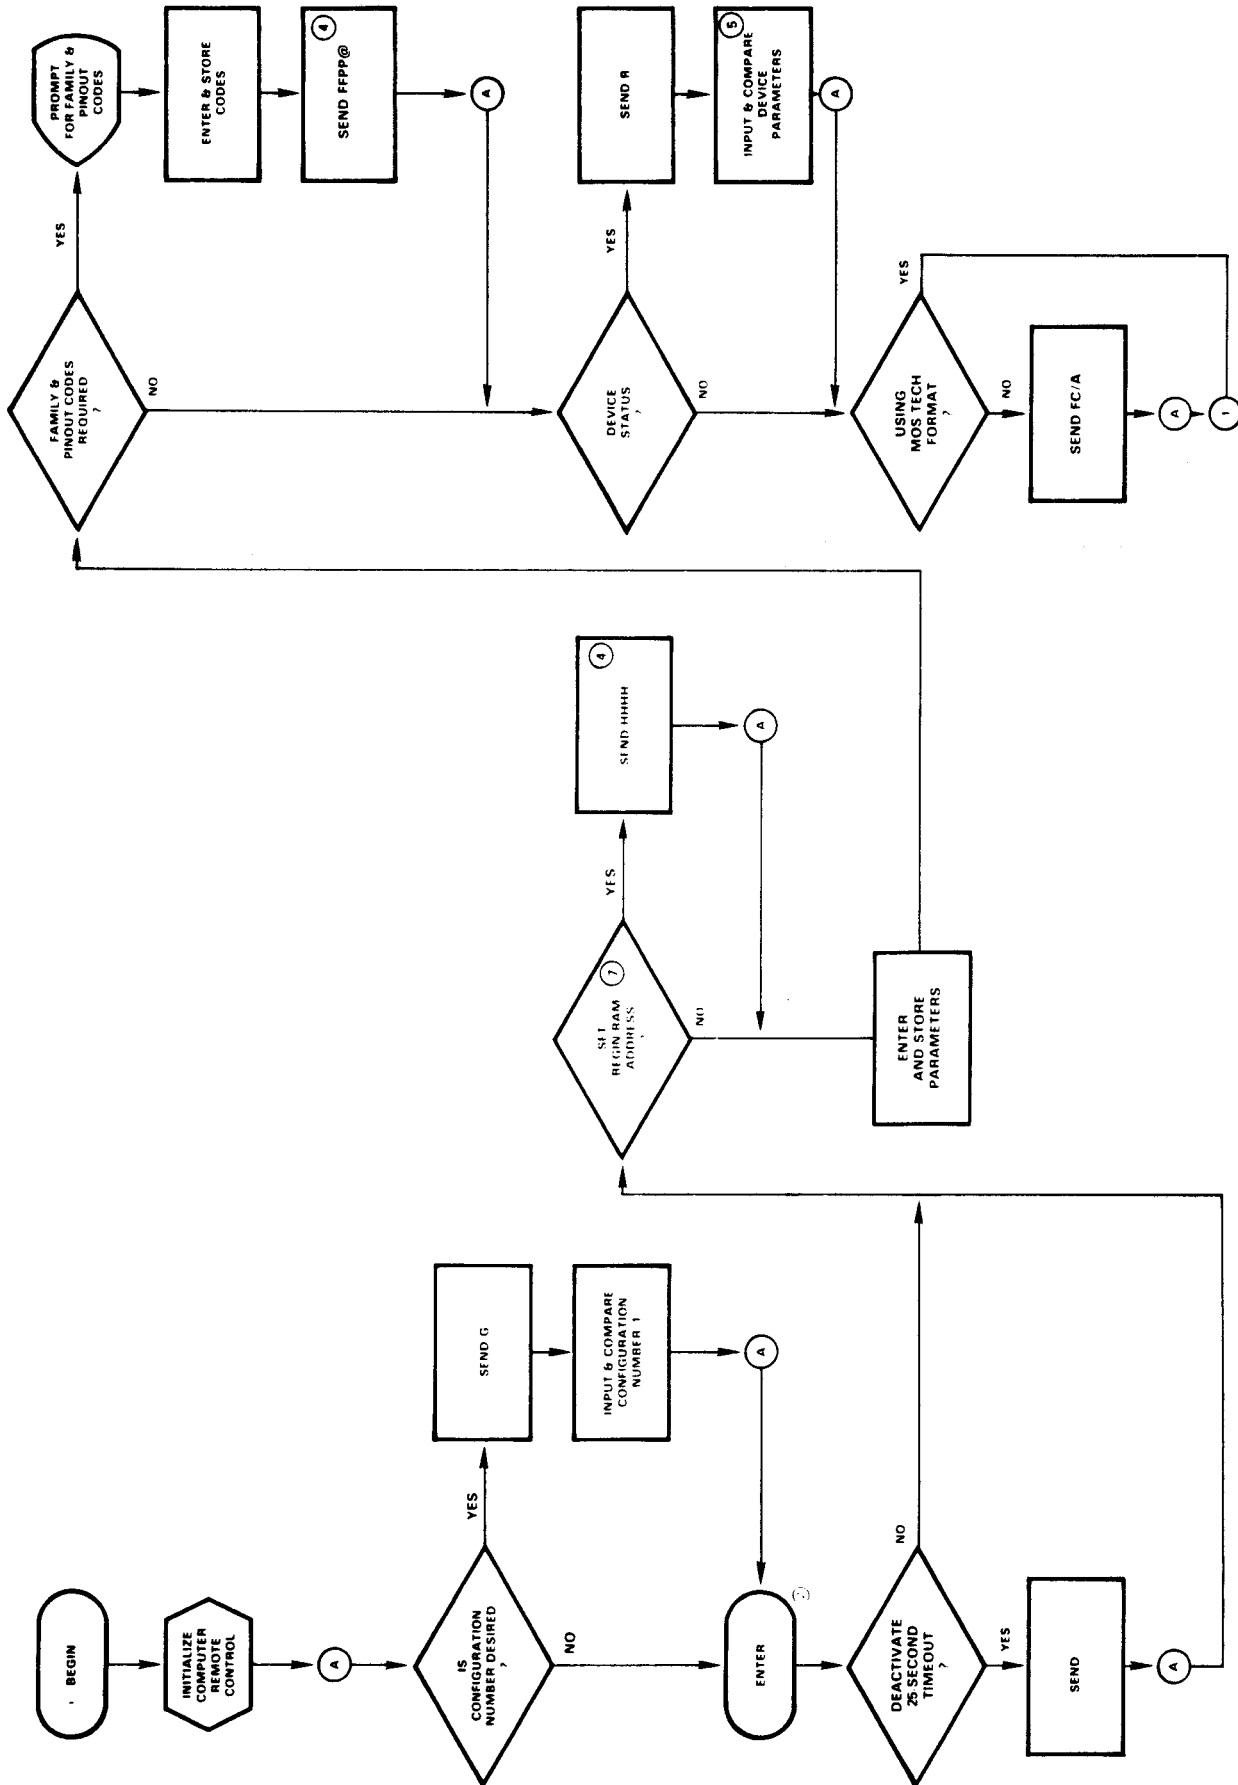 BEGIN
INITIALIZE
COMPUTER
REMOTE
CONTROL
A
IS
CONFIGURATION
NUMBER DESIRED
?
YES
NO
SEND G
INPUT & COMPARE
CONFIGURATION
NUMBER 1
A
ENTER
DEACTIVATE
25-SECOND
TIMEOUT
?
NO
YES
SEND
A
SET
BEGIN RAM
ADDRESS
?
7
YES
NO
SEND HHHH
4
A
ENTER
AND STORE
PARAMETERS
FAMILY &
PINOUT CODES
REQUIRED
?
YES
NO
PROMPT
FOR FAMILY &
PINOUT
CODES
ENTER & STORE
CODES
SEND FFPP@
4
A
DEVICE
STATUS
?
YES
NO
SEND R
INPUT & COMPARE
DEVICE
PARAMETERS
5
A
USING
MOS TECH
FORMAT
?
YES
NO
SEND FC/A
A
1